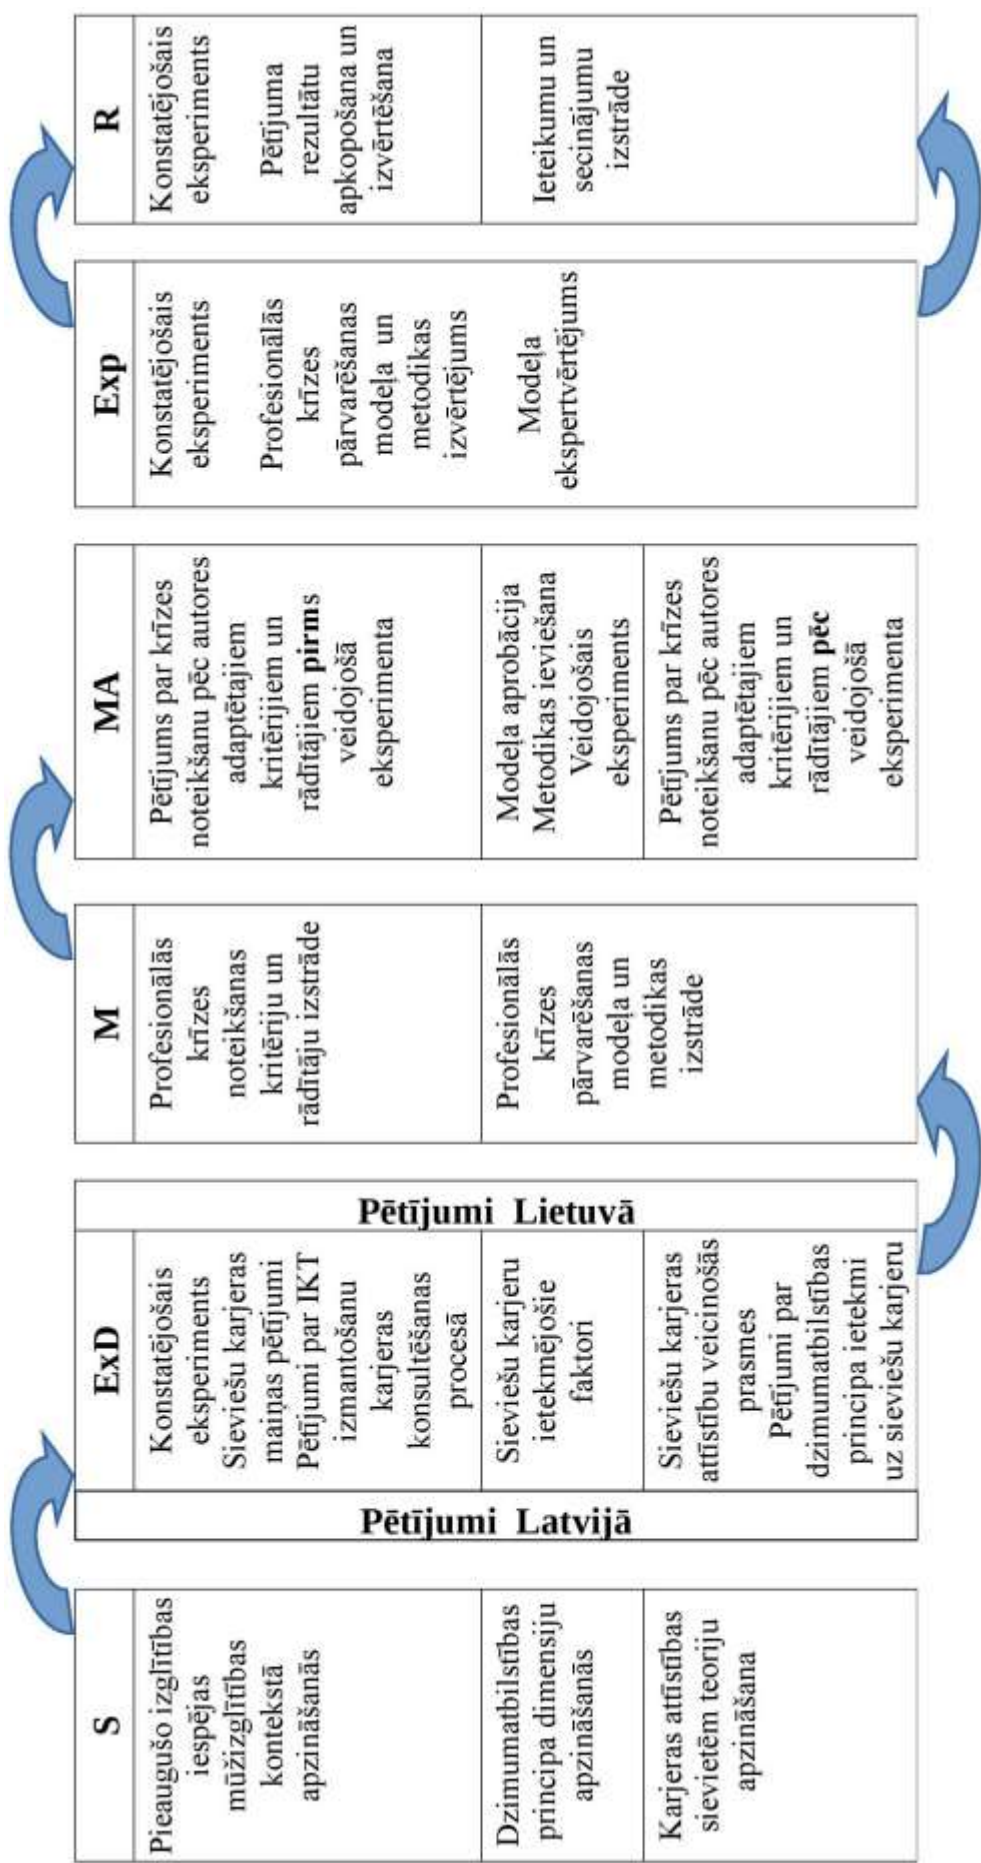 S
Pieaugušo izglītības
iespējas
mūžizglītības
kontekstā
apzināšanās
Dzimumatbilstības
principa dimensiju
apzināšanās
Karjeras attīstības
sievietēm teoriju
apzināšana
Pētījumi Latvijā
ExD
Konstatējošais
eksperiments
Sieviešu karjeras
maiņas pētījumi
Pētījumi par IKT
izmantošanu
karjeras
konsultēšanas
procesā
Sieviešu karjeru
ietekmējošie
faktori
Sieviešu karjeras
attīstību veicinošās
prasmes
Pētījumi par
dzimumatbilstības
principa ietekmi
uz sieviešu karjeru
Pētījumi Lietuvā
M
Profesionālās
krīzes
noteikšanas
kritēriju un
rādītāju izstrāde
Profesionālās
krīzes
pārvarēšanas
modeļa un
metodikas
izstrāde
MA
Pētījums par krīzes
noteikšanu pēc autores
adaptētajiem
kritērijiem un
rādītājiem pirms
veidojošā
eksperimenta
Modeļa aprobācija
Metodikas ieviešana
Veidojošais
eksperiments
Pētījums par krīzes
noteikšanu pēc autores
adaptētajiem
kritērijiem un
rādītājiem pēc
veidojošā
eksperimenta
Exp
Konstatējošais
eksperiments
Profesionālās
krīzes
pārvarēšanas
modeļa un
metodikas
izvērtējums
Modeļa
ekspertvērtējums
R
Konstatējošais
eksperiments
Pētījuma
rezultātu
apkopošana un
izvērtēšana
Ieteikumu un
secinājumu
izstrāde